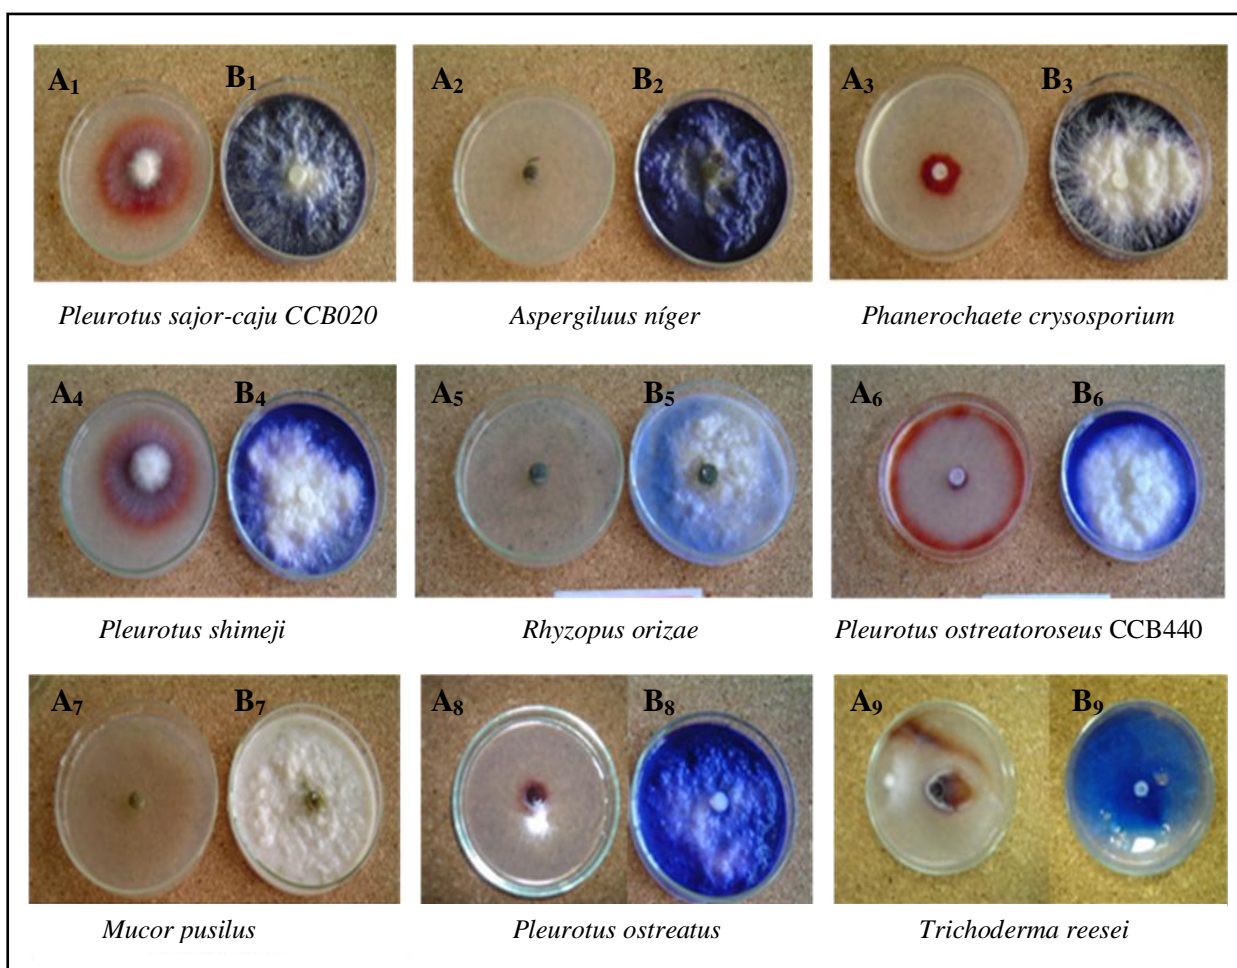 A1 B1 A2 B2 A3 B3
Pleurotus sajor-caju CCB020 Aspergiluus níger Phanerochaete crysosporium
A4 B4 A5 B5 A6 B6
Pleurotus shimeji Rhyzopus orizae Pleurotus ostreatoroseus CCB440
A7 B7 A8 B8 A9 B9
Mucor pusilus Pleurotus ostreatus Trichoderma reesei